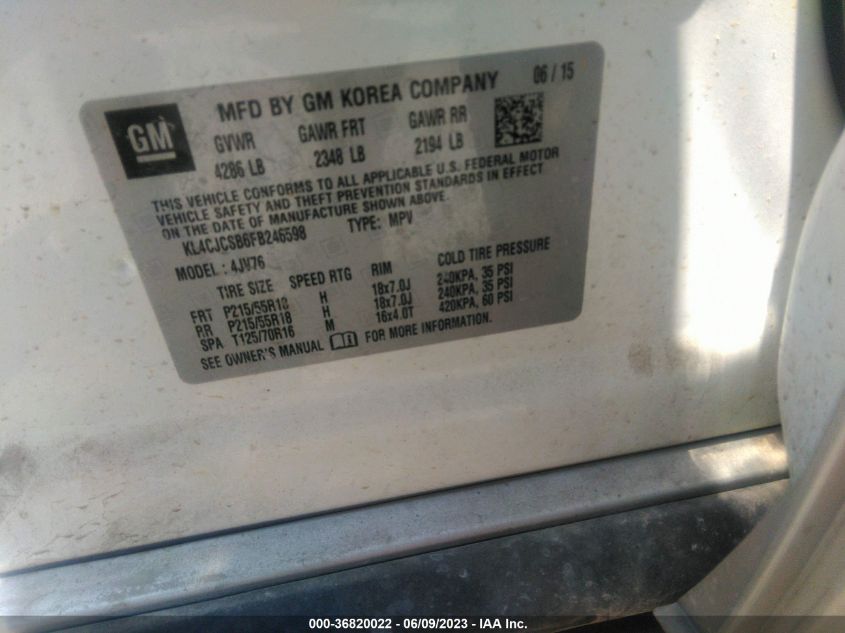 GM
MFD BY GM KOREA COMPANY 06 / 15
GVWR GAWR FRT GAWR RR
4286 LB 2348 LB 2194 LB
THIS VEHICLE CONFORMS TO ALL APPLICABLE U.S. FEDERAL MOTOR
VEHICLE SAFETY AND THEFT PREVENTION STANDARDS IN EFFECT
ON THE DATE OF MANUFACTURE SHOWN ABOVE.
KL4CJCSB6FB246598 TYPE: MPV
MODEL: 4JV76
TIRE SIZE SPEED RTG RIM COLD TIRE PRESSURE
FRT P215/55R18 H 18x7.0J 240KPA, 35 PSI
RR P215/55R18 H 18x7.0J 240KPA, 35 PSI
SPA T125/70R16 M 16x4.0T 420KPA, 60 PSI
SEE OWNER'S MANUAL FOR MORE INFORMATION.
000-36820022 - 06/09/2023 - IAA Inc.